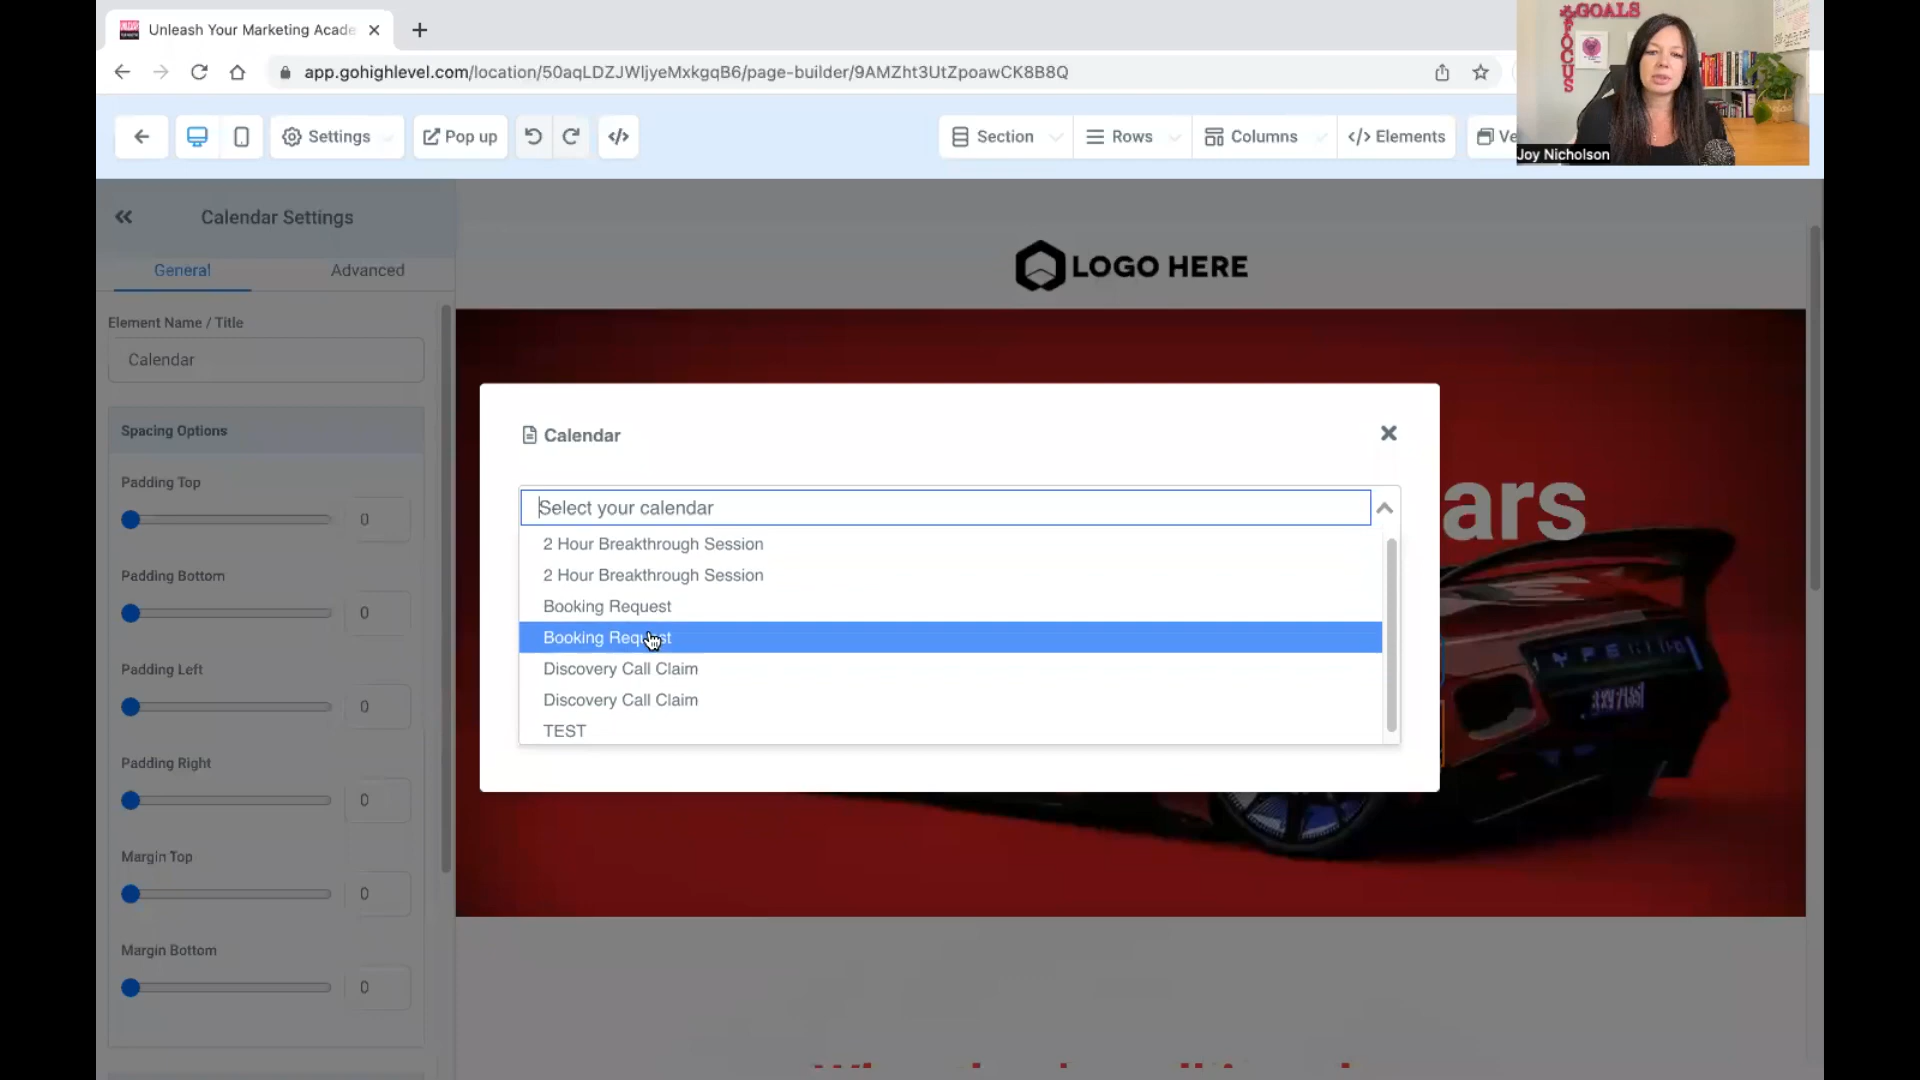 Unleash Your Marketing Acade
app.gohighlevel.com/location/50aqLDZJWljyeMxkgqB6/page-builder/9AMZht3UtZpoawCK8B8Q
GOALS
FOCUS
Joy Nicholson
Settings
Pop up
Section
Rows
Columns
</> Elements
Ve
Calendar Settings
General
Advanced
Element Name / Title
Calendar
Spacing Options
Padding Top
0
Padding Bottom
0
Padding Left
0
Padding Right
0
Margin Top
0
Margin Bottom
0
LOGO HERE
ars
Calendar
Select your calendar
2 Hour Breakthrough Session
2 Hour Breakthrough Session
Booking Request
Booking Request
Discovery Call Claim
Discovery Call Claim
TEST